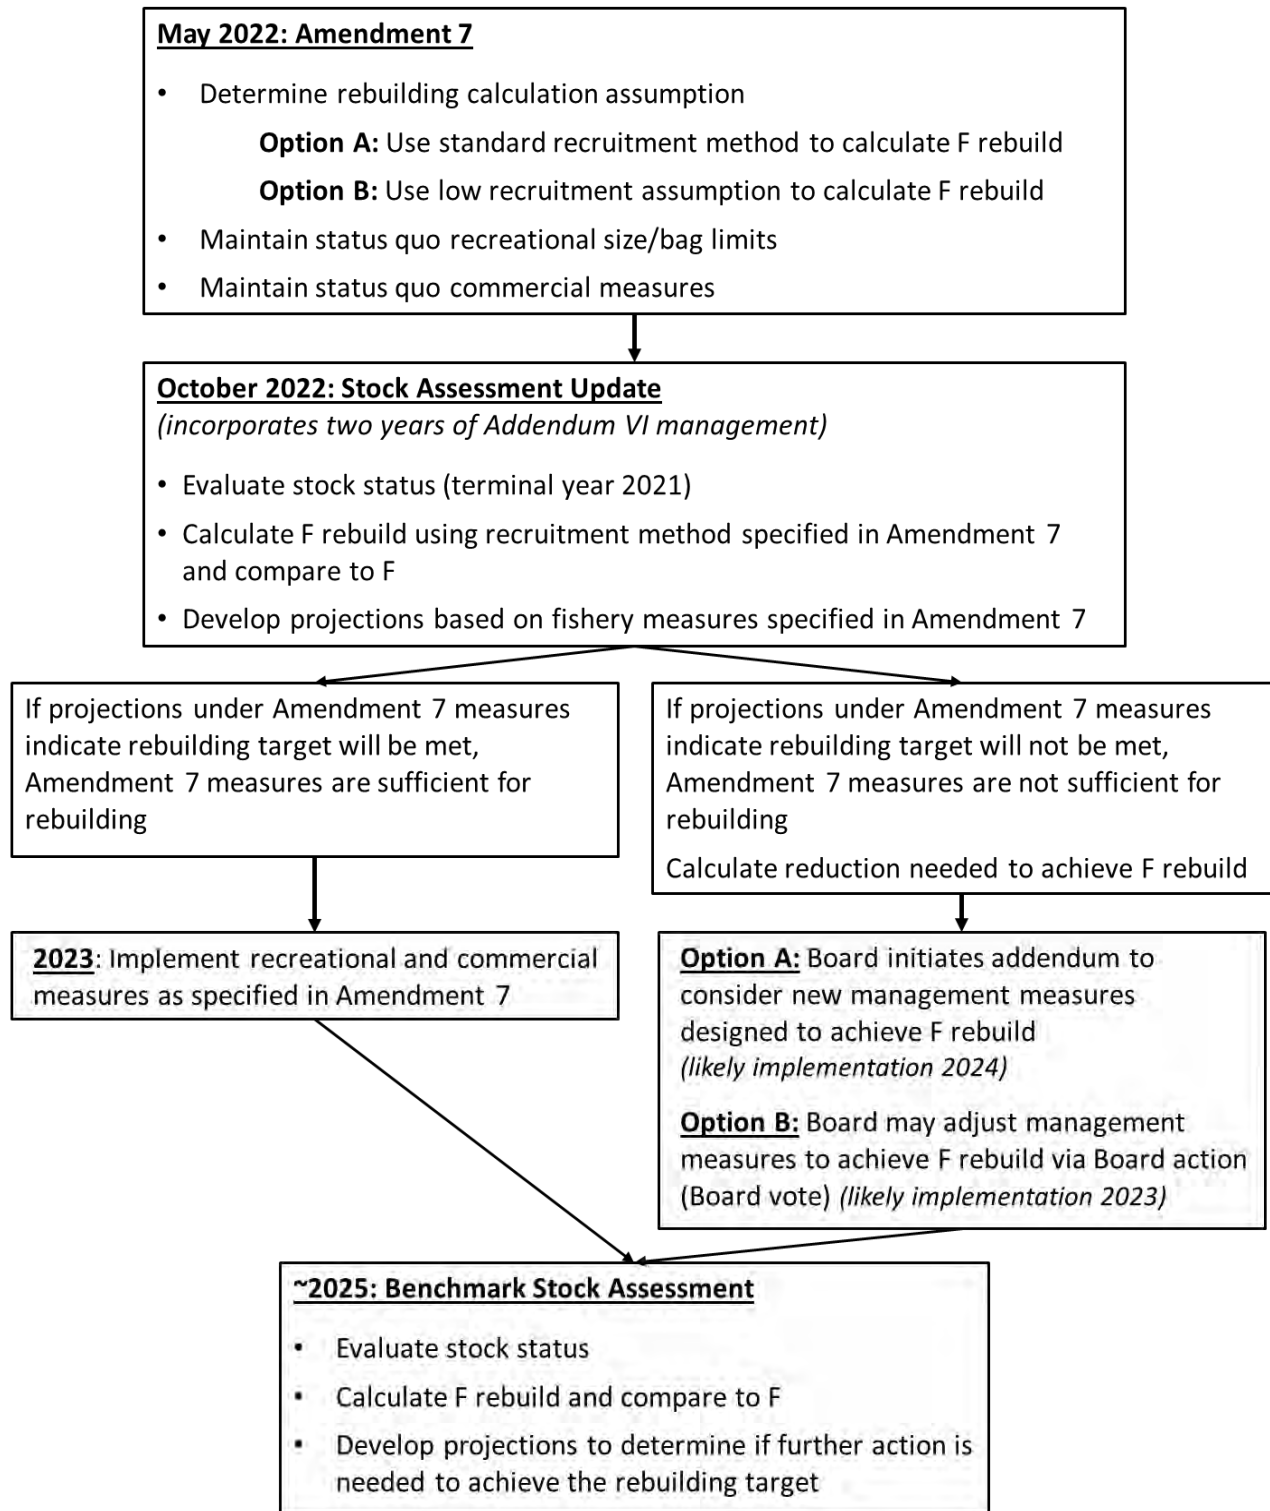 May 2022: Amendment 7
• Determine rebuilding calculation assumption
Option A: Use standard recruitment method to calculate F rebuild
Option B: Use low recruitment assumption to calculate F rebuild
• Maintain status quo recreational size/bag limits
• Maintain status quo commercial measures
October 2022: Stock Assessment Update
(incorporates two years of Addendum VI management)
• Evaluate stock status (terminal year 2021)
• Calculate F rebuild using recruitment method specified in Amendment 7
and compare to F
• Develop projections based on fishery measures specified in Amendment 7
If projections under Amendment 7 measures
indicate rebuilding target will be met,
Amendment 7 measures are sufficient for
rebuilding
If projections under Amendment 7 measures
indicate rebuilding target will not be met,
Amendment 7 measures are not sufficient for
rebuilding
Calculate reduction needed to achieve F rebuild
2023: Implement recreational and commercial
measures as specified in Amendment 7
Option A: Board initiates addendum to
consider new management measures
designed to achieve F rebuild
(likely implementation 2024)
Option B: Board may adjust management
measures to achieve F rebuild via Board action
(Board vote) (likely implementation 2023)
~2025: Benchmark Stock Assessment
• Evaluate stock status
• Calculate F rebuild and compare to F
• Develop projections to determine if further action is
needed to achieve the rebuilding target